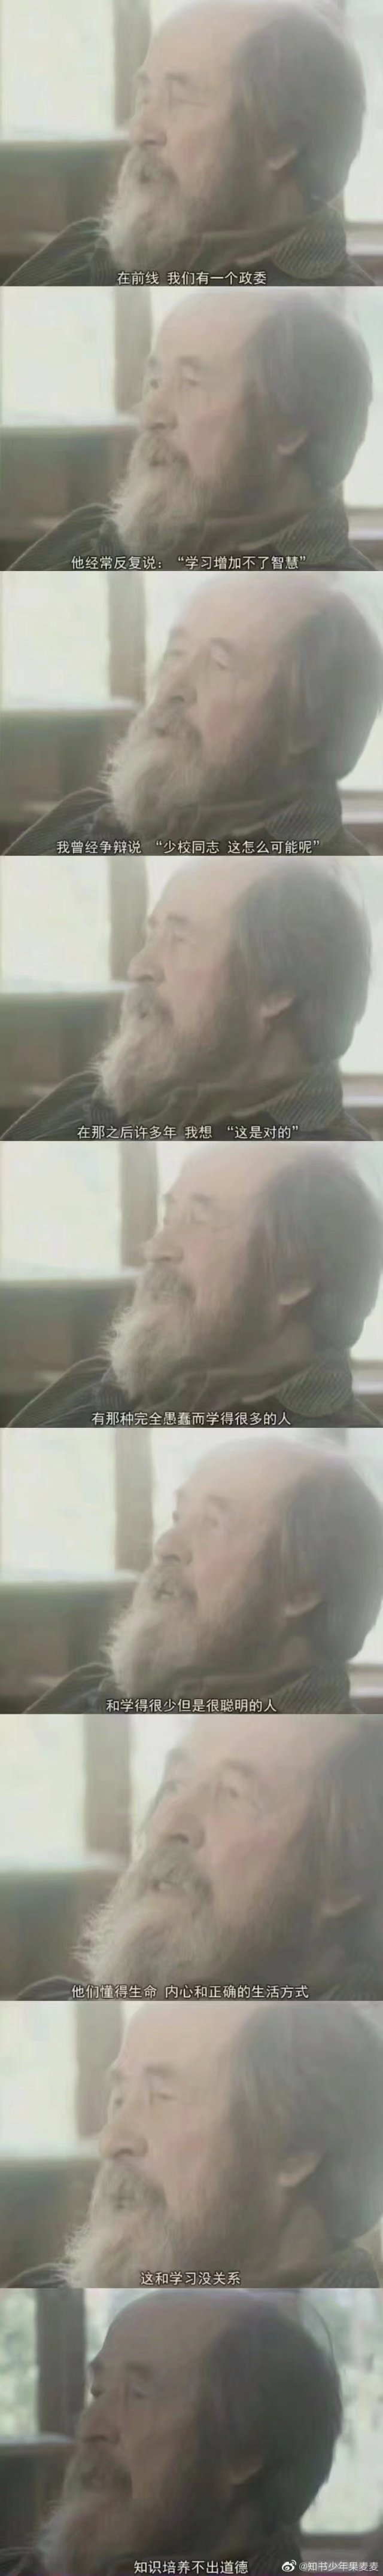 在前线 我们有一个政委
他经常反复说：“学习增加不了智慧”
我曾经争辩说 “少校同志 这怎么可能呢”
在那之后许多年 我想 “这是对的”
有那种完全愚蠢而学得很多的人
和学得很少但是很聪明的人
他们懂得生命 内心和正确的生活方式
这和学习没关系
知识培养不出道德
@知书少年果麦麦